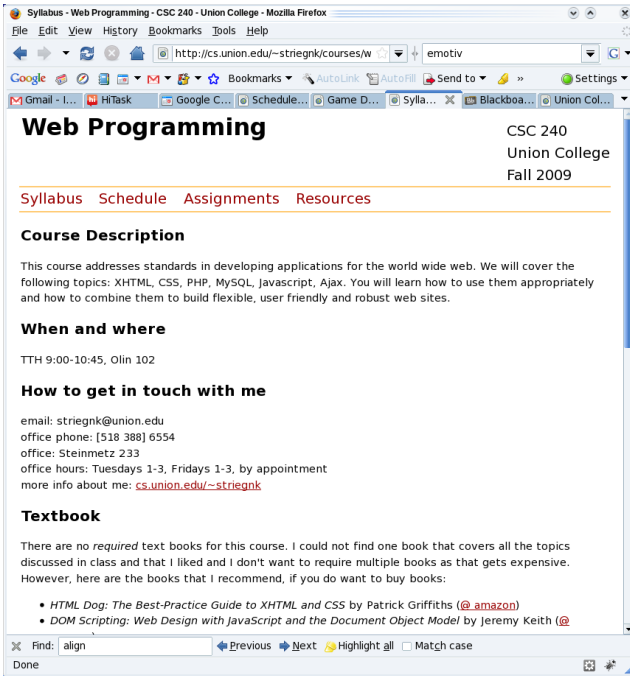 Syllabus - Web Programming - CSC 240 - Union College - Mozilla Firefox
File Edit View History Bookmarks Tools Help
http://cs.union.edu/~striegnk/courses/w emotiv G
Google Bookmarks AutoLink AutoFill Send to » Settings
Gmail - I... HiTask Google C... Schedule... Game D... Sylla... Blackboa... Union Col...
Web Programming
CSC 240
Union College
Fall 2009
Syllabus Schedule Assignments Resources
Course Description
This course addresses standards in developing applications for the world wide web. We will cover the
following topics: XHTML, CSS, PHP, MySQL, Javascript, Ajax. You will learn how to use them appropriately
and how to combine them to build flexible, user friendly and robust web sites.
When and where
TTH 9:00-10:45, Olin 102
How to get in touch with me
email: striegnk@union.edu
office phone: [518 388] 6554
office: Steinmetz 233
office hours: Tuesdays 1-3, Fridays 1-3, by appointment
more info about me: cs.union.edu/~striegnk
Textbook
There are no required text books for this course. I could not find one book that covers all the topics
discussed in class and that I liked and I don't want to require multiple books as that gets expensive.
However, here are the books that I recommend, if you do want to buy books:
• HTML Dog: The Best-Practice Guide to XHTML and CSS by Patrick Griffiths (@ amazon)
• DOM Scripting: Web Design with JavaScript and the Document Object Model by Jeremy Keith (@
Find: align Previous Next Highlight all Match case
Done